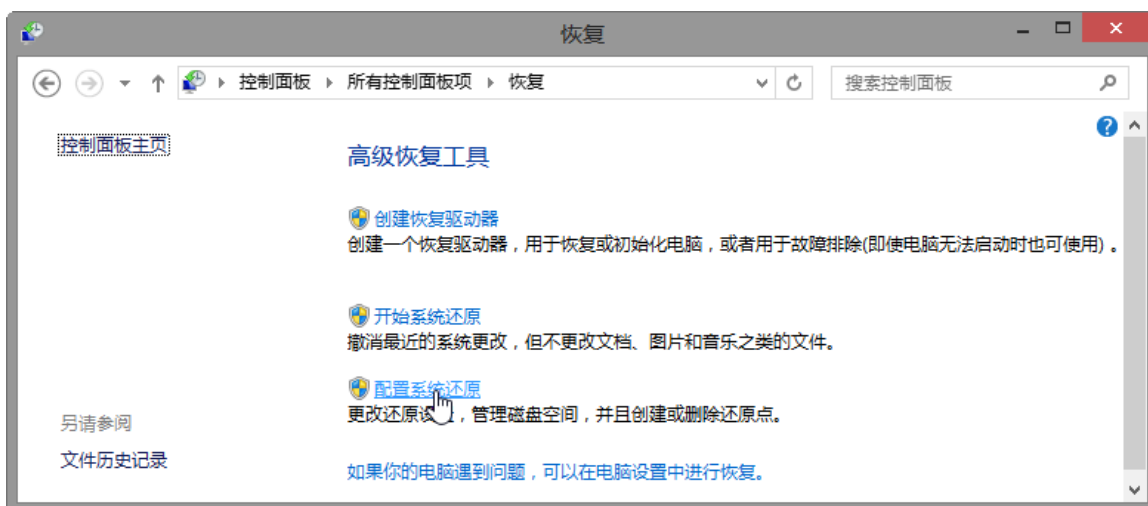 恢复
控制面板 所有控制面板项 恢复
搜索控制面板
控制面板主页
高级恢复工具
创建恢复驱动器
创建一个恢复驱动器，用于恢复或初始化电脑，或者用于故障排除(即使电脑无法启动时也可使用) 。
开始系统还原
撤消最近的系统更改，但不更改文档、图片和音乐之类的文件。
配置系统还原
更改还原，管理磁盘空间，并且创建或删除还原点。
另请参阅
文件历史记录
如果你的电脑遇到问题，可以在电脑设置中进行恢复。